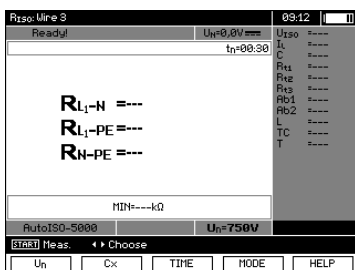 RISO: Wire 3 09:12
Ready! UN=0,0V
tn=00:30
RL1-N =---
RL1-PE =---
RN-PE =---
MIN=---kΩ
UISO =---
IL =---
C =---
Rt1 =---
Rt2 =---
Rt3 =---
Ab1 =---
Ab2 =---
L =---
TC =---
T =---
AutoISO-5000 Un=750V
START Meas. Choose
Un Cx TIME MODE HELP